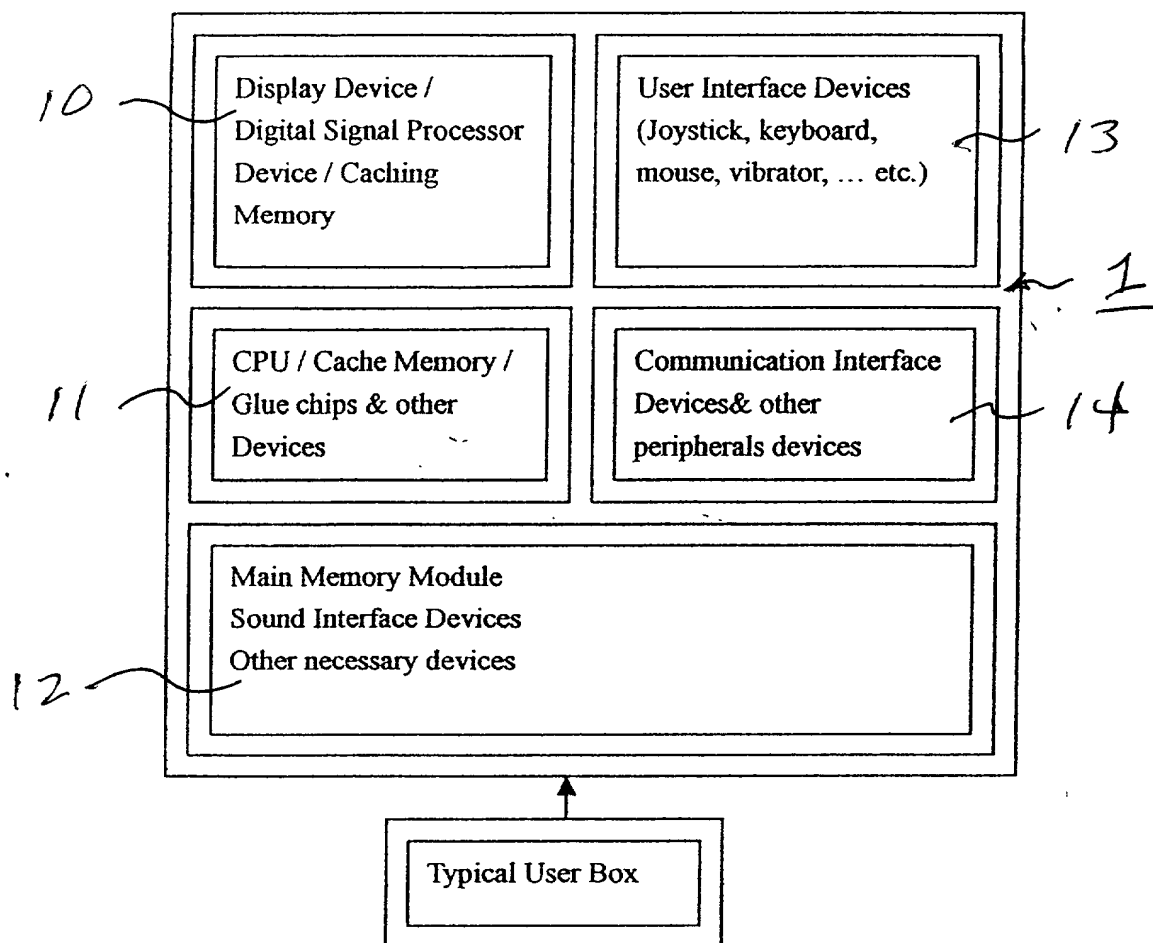 10
Display Device /
Digital Signal Processor
Device / Caching
Memory
User Interface Devices
(Joystick, keyboard,
mouse, vibrator, ... etc.)
13
1
11
CPU / Cache Memory /
Glue chips & other
Devices
Communication Interface
Devices& other
peripherals devices
14
12
Main Memory Module
Sound Interface Devices
Other necessary devices
Typical User Box